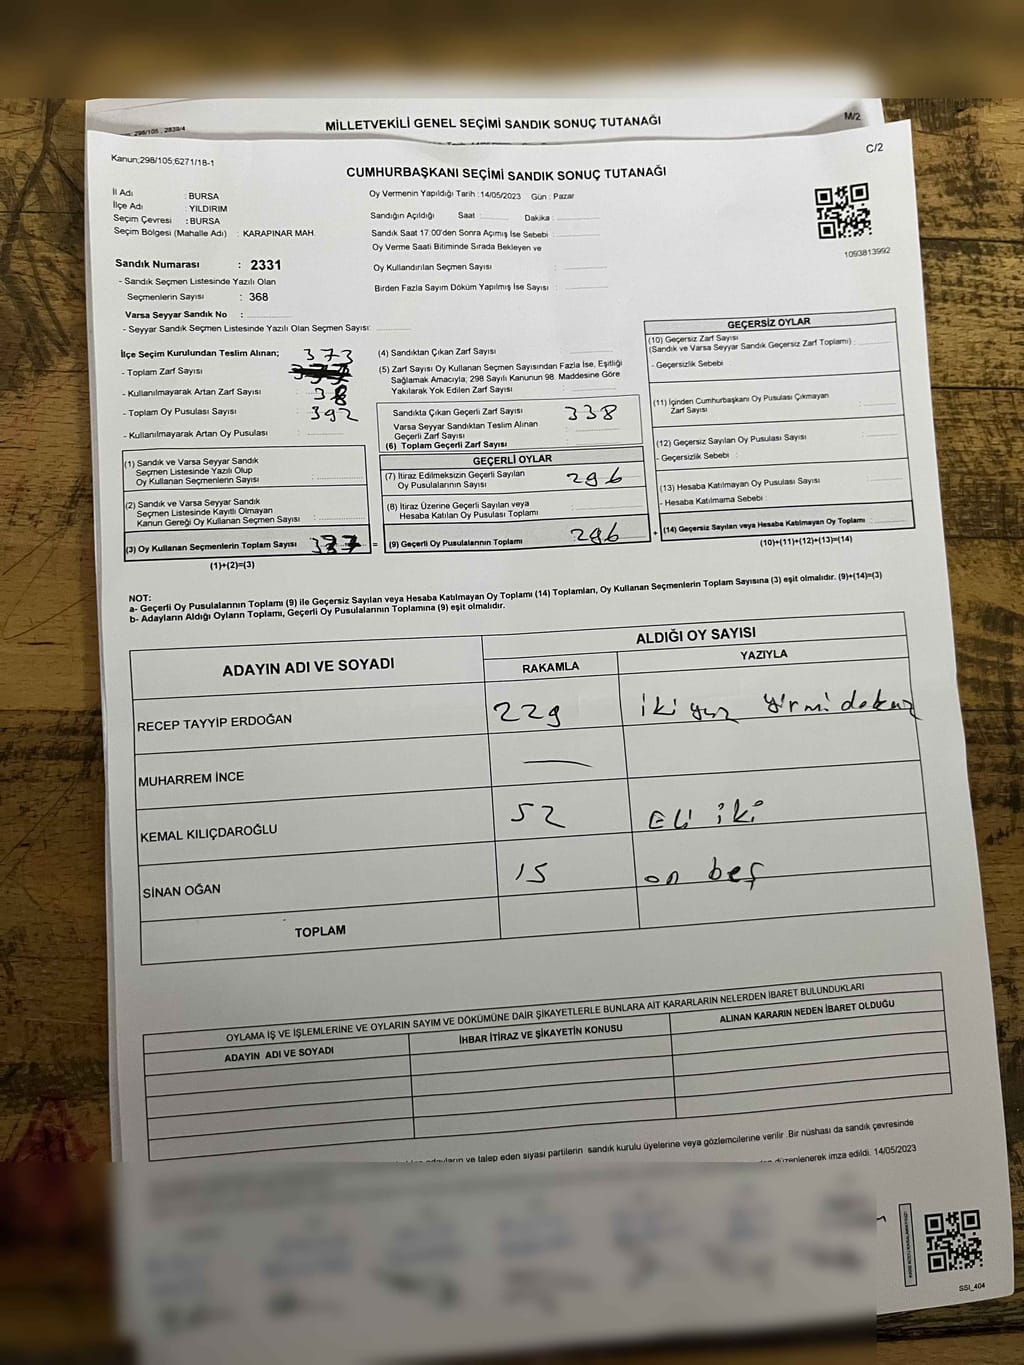 298/105 ; 2839/4
MİLLETVEKİLİ GENEL SEÇİMİ SANDIK SONUÇ TUTANAĞI
M/2
Kanun;298/105;6271/18-1
C/2
CUMHURBAŞKANI SEÇİMİ SANDIK SONUÇ TUTANAĞI
İl Adı : BURSA
İlçe Adı : YILDIRIM
Seçim Çevresi : BURSA
Seçim Bölgesi (Mahalle Adı) : KARAPINAR MAH.
Oy Vermenin Yapıldığı Tarih : 14/05/2023 Gün : Pazar
Sandığın Açıldığı Saat : Dakika :
Sandık Saat 17:00'den Sonra Açımış İse Sebebi :
Oy Verme Saati Bitiminde Sırada Bekleyen ve
Oy Kullandırılan Seçmen Sayısı :
Birden Fazla Sayım Döküm Yapılmış İse Sayısı :
1093813992
Sandık Numarası : 2331
- Sandık Seçmen Listesinde Yazılı Olan
Seçmenlerin Sayısı : 368
Varsa Seyyar Sandık No :
- Seyyar Sandık Seçmen Listesinde Yazılı Olan Seçmen Sayısı:
İlçe Seçim Kurulundan Teslim Alınan;
- Toplam Zarf Sayısı 373
- Kullanılmayarak Artan Zarf Sayısı : 38
- Toplam Oy Pusulası Sayısı : 392
- Kullanılmayarak Artan Oy Pusulası :
(1) Sandık ve Varsa Seyyar Sandık
Seçmen Listesinde Yazılı Olup
Oy Kullanan Seçmenlerin Sayısı :
(2) Sandık ve Varsa Seyyar Sandık
Seçmen Listesinde Kayıtlı Olmayan
Kanun Gereği Oy Kullanan Seçmen Sayısı :
(3) Oy Kullanan Seçmenlerin Toplam Sayısı
(1)+(2)=(3)
(4) Sandıktan Çıkan Zarf Sayısı :
(5) Zarf Sayısı Oy Kullanan Seçmen Sayısından Fazla İse, Eşitliği
Sağlamak Amacıyla; 298 Sayılı Kanunun 98. Maddesine Göre
Yakılarak Yok Edilen Zarf Sayısı :
Sandıkta Çıkan Geçerli Zarf Sayısı : 338
Varsa Seyyar Sandıktan Teslim Alınan
Geçerli Zarf Sayısı :
(6) Toplam Geçerli Zarf Sayısı :
GEÇERLİ OYLAR
(7) İtiraz Edilmeksizin Geçerli Sayılan
Oy Pusulalarının Sayısı : 296
(8) İtiraz Üzerine Geçerli Sayılan veya
Hesaba Katılan Oy Pusulası Toplamı :
= (9) Geçerli Oy Pusulalarının Toplamı : 296
GEÇERSİZ OYLAR
(10) Geçersiz Zarf Sayısı
(Sandık ve Varsa Seyyar Sandık Geçersiz Zarf Toplamı) :
- Geçersizlik Sebebi :
(11) İçinden Cumhurbaşkanı Oy Pusulası Çıkmayan
Zarf Sayısı :
(12) Geçersiz Sayılan Oy Pusulası Sayısı :
- Geçersizlik Sebebi :
(13) Hesaba Katılmayan Oy Pusulası Sayısı :
- Hesaba Katılmama Sebebi :
+ (14) Geçersiz Sayılan veya Hesaba Katılmayan Oy Toplamı :
(10)+(11)+(12)+(13)=(14)
NOT:
a- Geçerli Oy Pusulalarının Toplamı (9) ile Geçersiz Sayılan veya Hesaba Katılmayan Oy Toplamı (14) Toplamları, Oy Kullanan Seçmenlerin Toplam Sayısına (3) eşit olmalıdır. (9)+(14)=(3)
b- Adayların Aldığı Oyların Toplamı, Geçerli Oy Pusulalarının Toplamına (9) eşit olmalıdır.
ADAYIN ADI VE SOYADI
ALDIĞI OY SAYISI
RAKAMLA YAZIYLA
RECEP TAYYİP ERDOĞAN 229 iki yüz yirmi dokuz
MUHARREM İNCE —
KEMAL KILIÇDAROĞLU 52 Elli iki
SİNAN OĞAN 15 on beş
TOPLAM
OYLAMA İŞ VE İŞLEMLERİNE VE OYLARIN SAYIM VE DÖKÜMÜNE DAİR ŞİKAYETLERLE BUNLARA AİT KARARLARIN NELERDEN İBARET BULUNDUKLARI
ADAYIN ADI VE SOYADI İHBAR İTİRAZ VE ŞİKAYETİN KONUSU ALINAN KARARIN NEDEN İBARET OLDUĞU
ve talep eden siyasi partilerin sandık kurulu üyelerine veya gözlemcilerine verilir. Bir nüshası da sandık çevresinde
düzenlenerek imza edildi. 14/05/2023
SSI_404